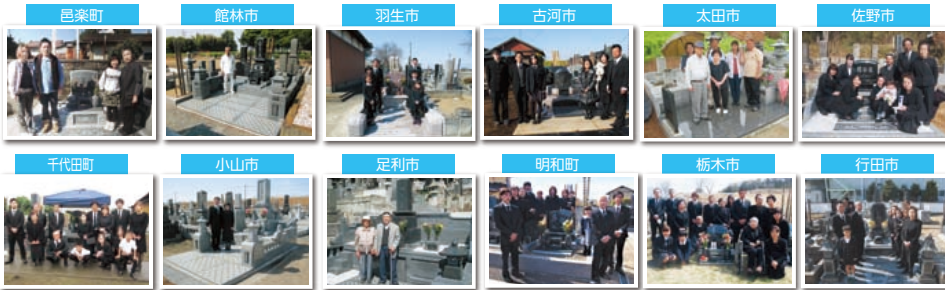 邑楽町
館林市
羽生市
古河市
太田市
佐野市
千代田町
小山市
足利市
明和町
栃木市
行田市